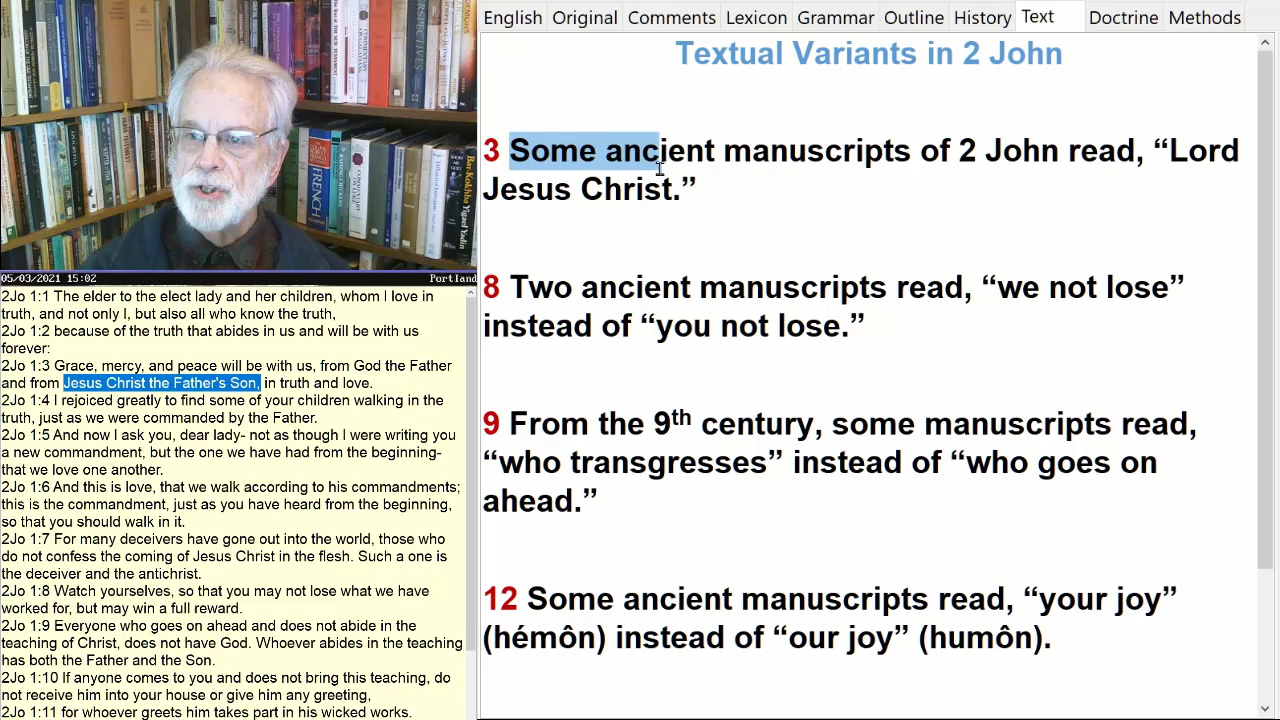 English Original Comments Lexicon Grammar Outline History Text Doctrine Methods
Textual Variants in 2 John
3 Some ancient manuscripts of 2 John read, “Lord
Jesus Christ.”
8 Two ancient manuscripts read, “we not lose”
instead of “you not lose.”
9 From the 9th century, some manuscripts read,
“who transgresses” instead of “who goes on
ahead.”
12 Some ancient manuscripts read, “your joy”
(hémôn) instead of “our joy” (humôn).
FRENCH
Bar-Kokhba Yigael Yadin
05/03/2021 15:02 Portland
2Jo 1:1 The elder to the elect lady and her children, whom I love in
truth, and not only I, but also all who know the truth,
2Jo 1:2 because of the truth that abides in us and will be with us
forever:
2Jo 1:3 Grace, mercy, and peace will be with us, from God the Father
and from Jesus Christ the Father's Son, in truth and love.
2Jo 1:4 I rejoiced greatly to find some of your children walking in the
truth, just as we were commanded by the Father.
2Jo 1:5 And now I ask you, dear lady- not as though I were writing you
a new commandment, but the one we have had from the beginning-
that we love one another.
2Jo 1:6 And this is love, that we walk according to his commandments;
this is the commandment, just as you have heard from the beginning,
so that you should walk in it.
2Jo 1:7 For many deceivers have gone out into the world, those who
do not confess the coming of Jesus Christ in the flesh. Such a one is
the deceiver and the antichrist.
2Jo 1:8 Watch yourselves, so that you may not lose what we have
worked for, but may win a full reward.
2Jo 1:9 Everyone who goes on ahead and does not abide in the
teaching of Christ, does not have God. Whoever abides in the teaching
has both the Father and the Son.
2Jo 1:10 If anyone comes to you and does not bring this teaching, do
not receive him into your house or give him any greeting,
2Jo 1:11 for whoever greets him takes part in his wicked works.